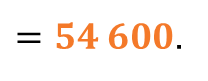 = 54 600.